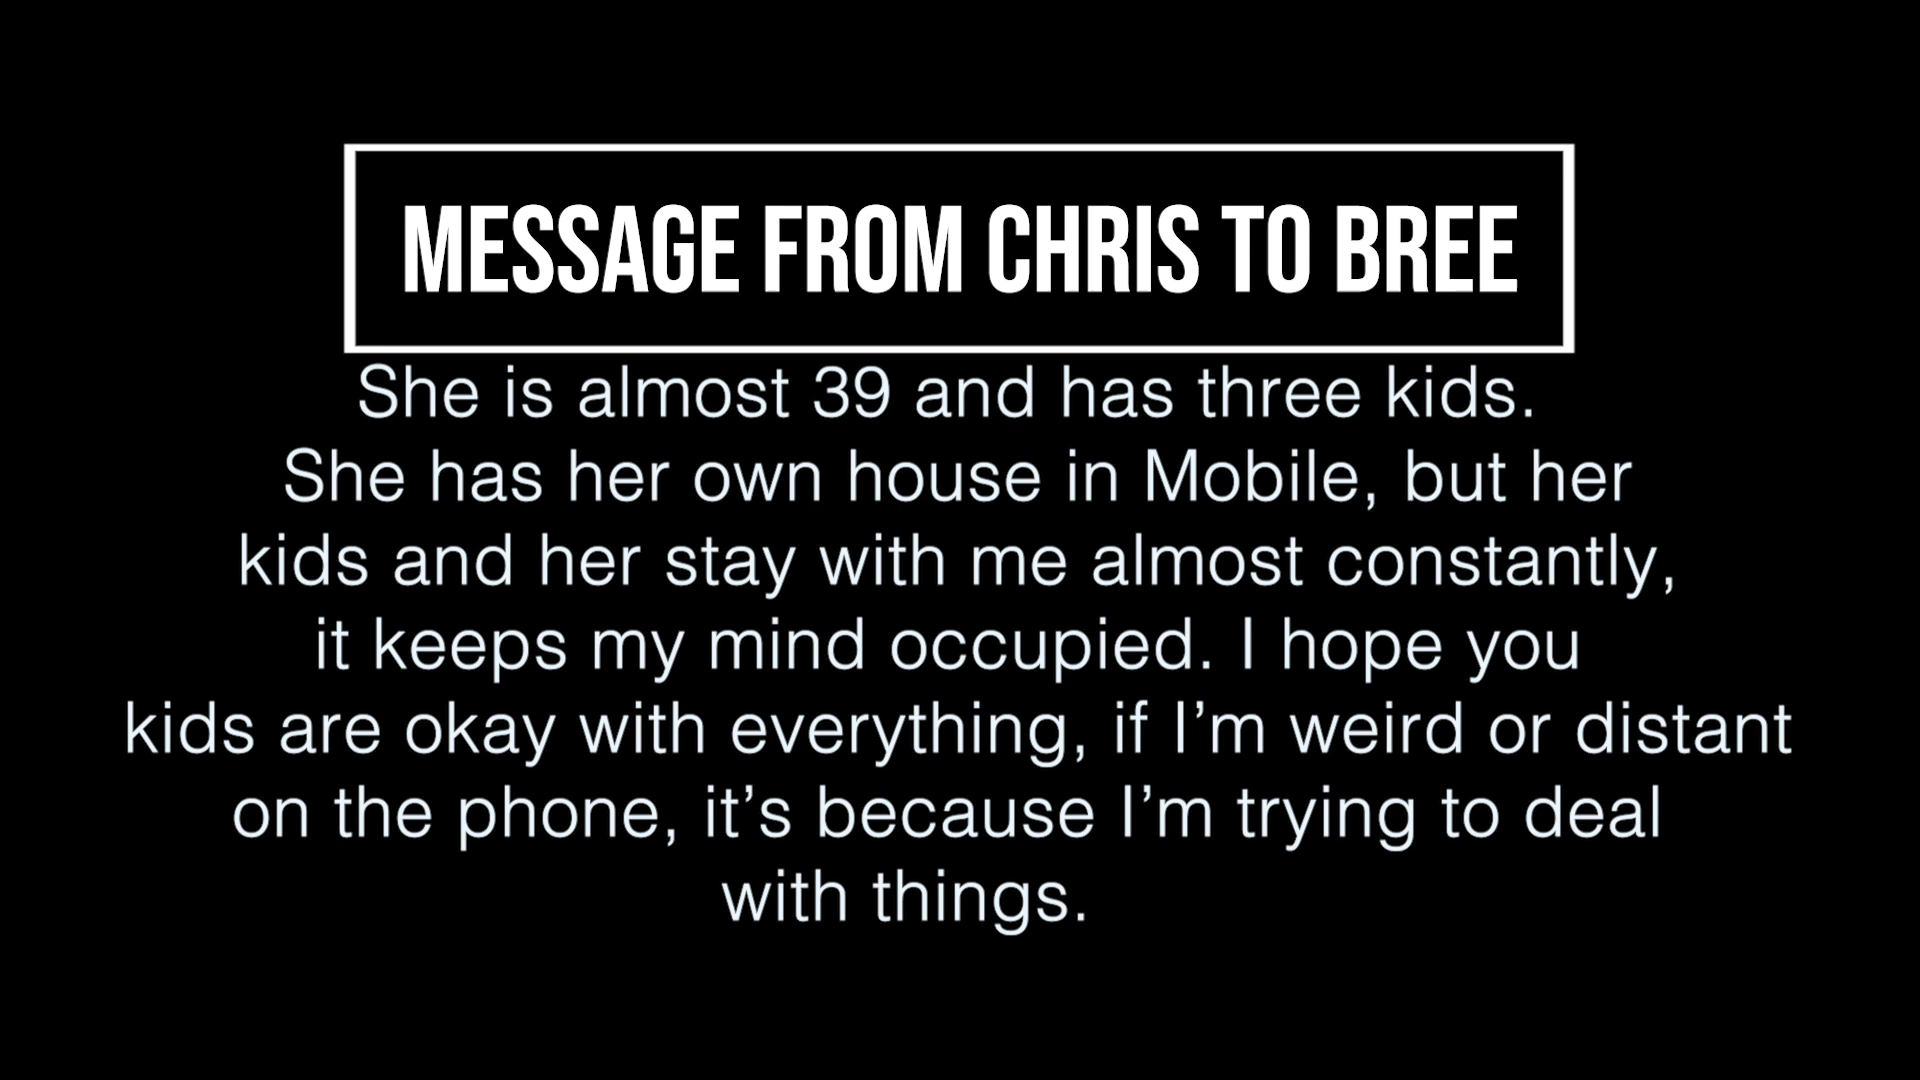 MESSAGE FROM CHRIS TO BREE
She is almost 39 and has three kids.
She has her own house in Mobile, but her
kids and her stay with me almost constantly,
it keeps my mind occupied. I hope you
kids are okay with everything, if I’m weird or distant
on the phone, it’s because I’m trying to deal
with things.